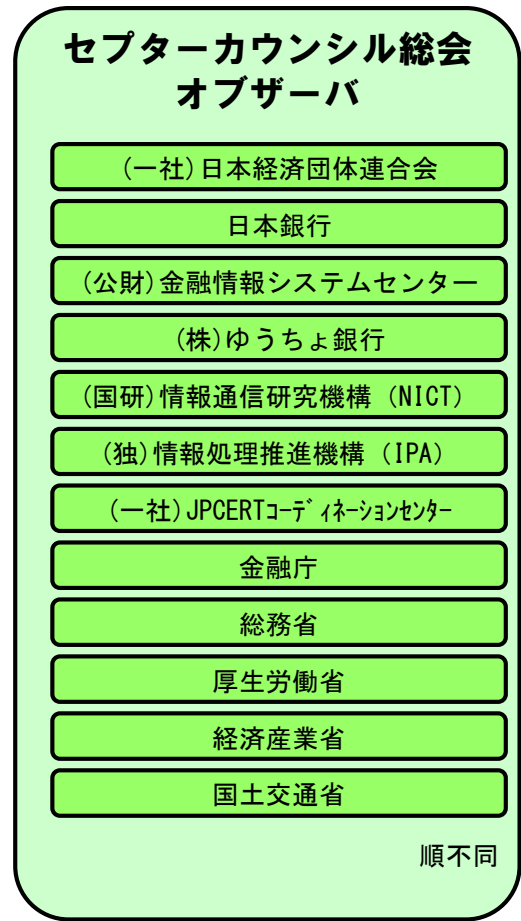 セプターカウンシル総会
オブザーバ
(一社)日本経済団体連合会
日本銀行
(公財)金融情報システムセンター
(株)ゆうちょ銀行
(国研)情報通信研究機構（NICT）
(独)情報処理推進機構（IPA）
(一社)JPCERTｺｰﾃﾞｨﾈｰｼｮﾝｾﾝﾀｰ
金融庁
総務省
厚生労働省
経済産業省
国土交通省
順不同